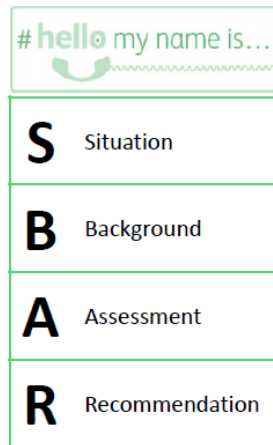 # hello my name is...
S Situation
B Background
A Assessment
R Recommendation